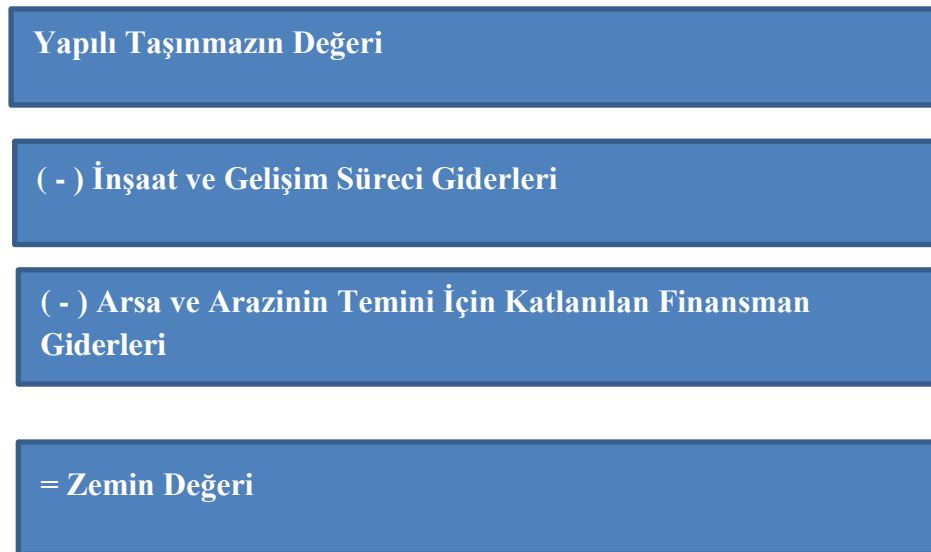 Yapılı Taşınmazın Değeri
( - ) İnşaat ve Gelişim Süreci Giderleri
( - ) Arsa ve Arazinin Temini İçin Katlanılan Finansman
Giderleri
= Zemin Değeri